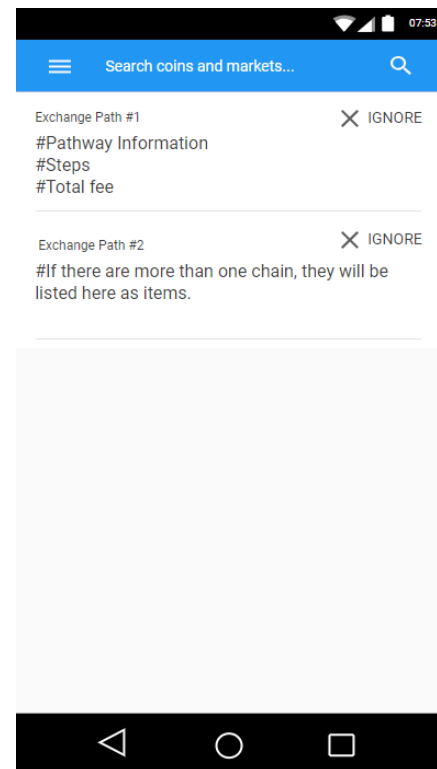 07:53
Search coins and markets...
Exchange Path #1
IGNORE
#Pathway Information
#Steps
#Total fee
Exchange Path #2
IGNORE
#If there are more than one chain, they will be
listed here as items.